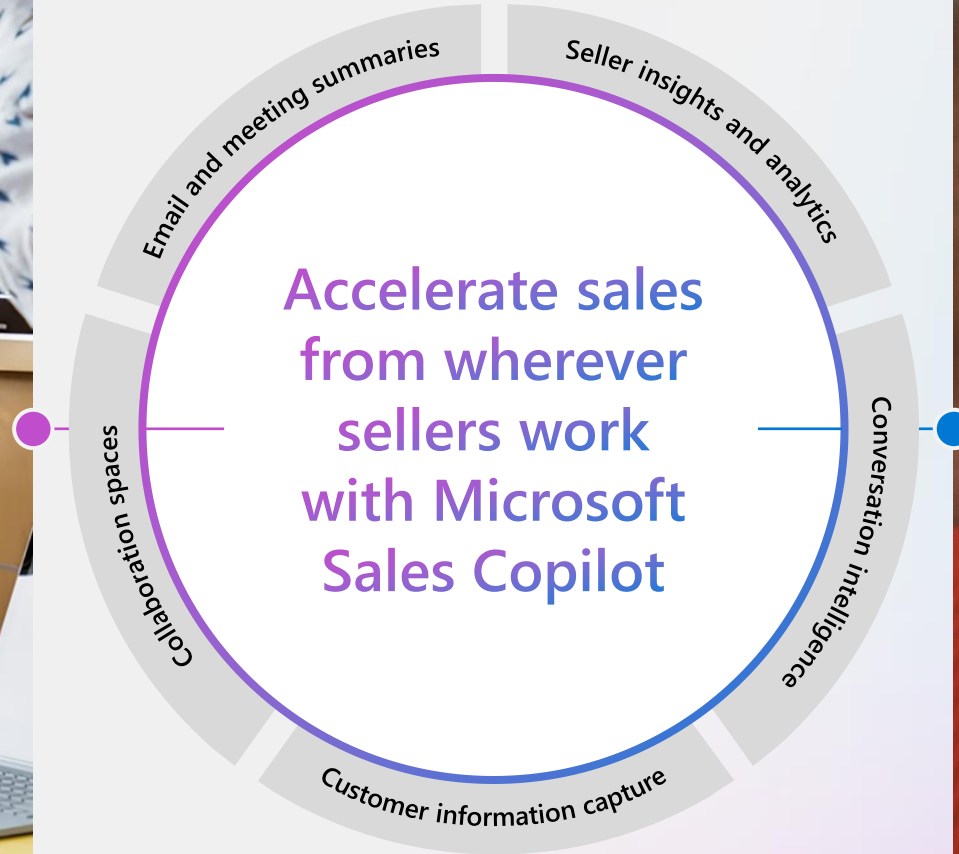 Email and meeting summaries
Seller insights and analytics
Accelerate sales
from wherever
sellers work
with Microsoft
Sales Copilot
Collaboration spaces
Conversation intelligence
Customer information capture